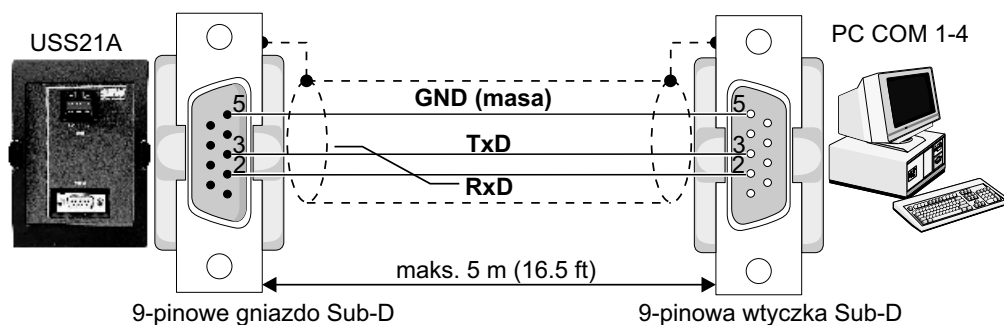 USS21A
PC COM 1-4
5
GND (masa)
5
3
TxD
3
2
2
RxD
maks. 5 m (16.5 ft)
9-pinowe gniazdo Sub-D
9-pinowa wtyczka Sub-D